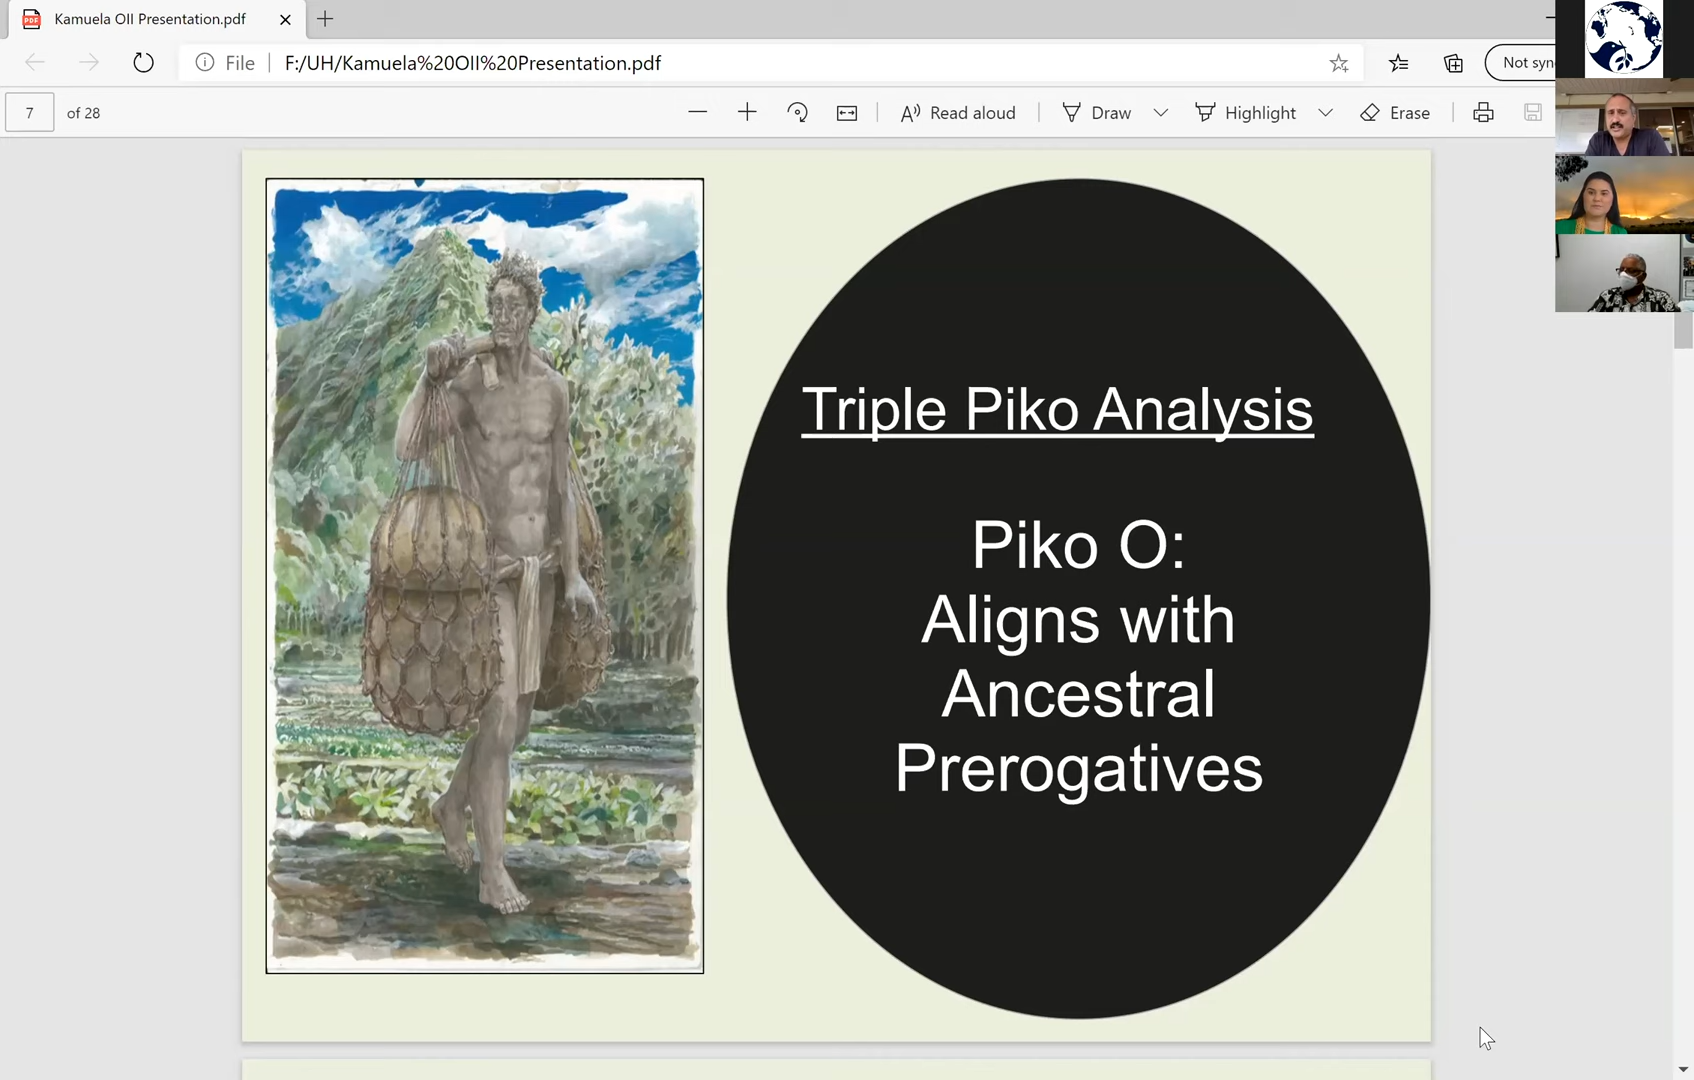 Kamuela OII Presentation.pdf
File
F:/UH/Kamuela%20OII%20Presentation.pdf
Not syn
7 of 28
Read aloud
Draw
Highlight
Erase
Triple Piko Analysis
Piko O:
Aligns with
Ancestral
Prerogatives